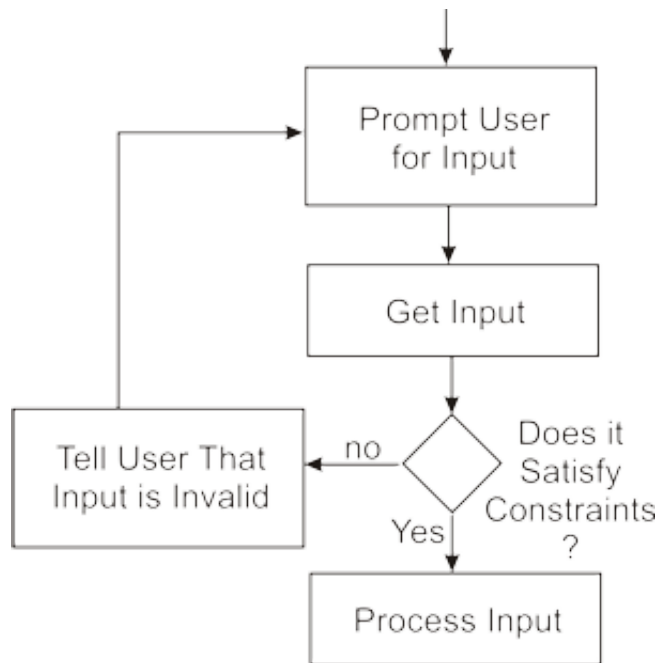 Prompt User
for Input
Get Input
Does it
Satisfy
Constraints
?
no
Tell User That
Input is Invalid
Yes
Process Input